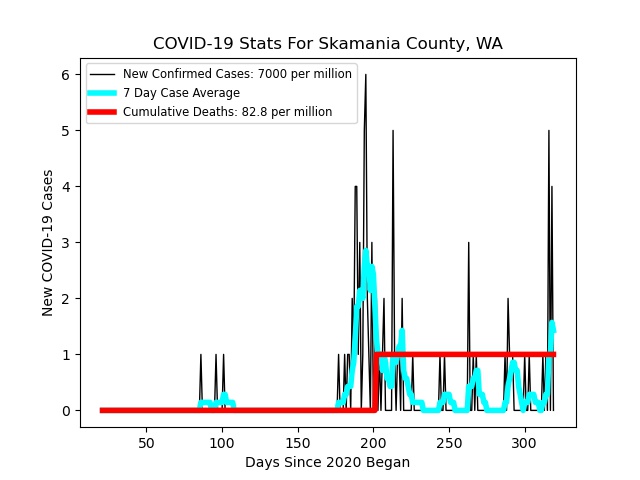 COVID-19 Stats For Skamania County, WA
New Confirmed Cases: 7000 per million
7 Day Case Average
Cumulative Deaths: 82.8 per million
New COVID-19 Cases
6
5
4
3
2
1
0
50 100 150 200 250 300
Days Since 2020 Began